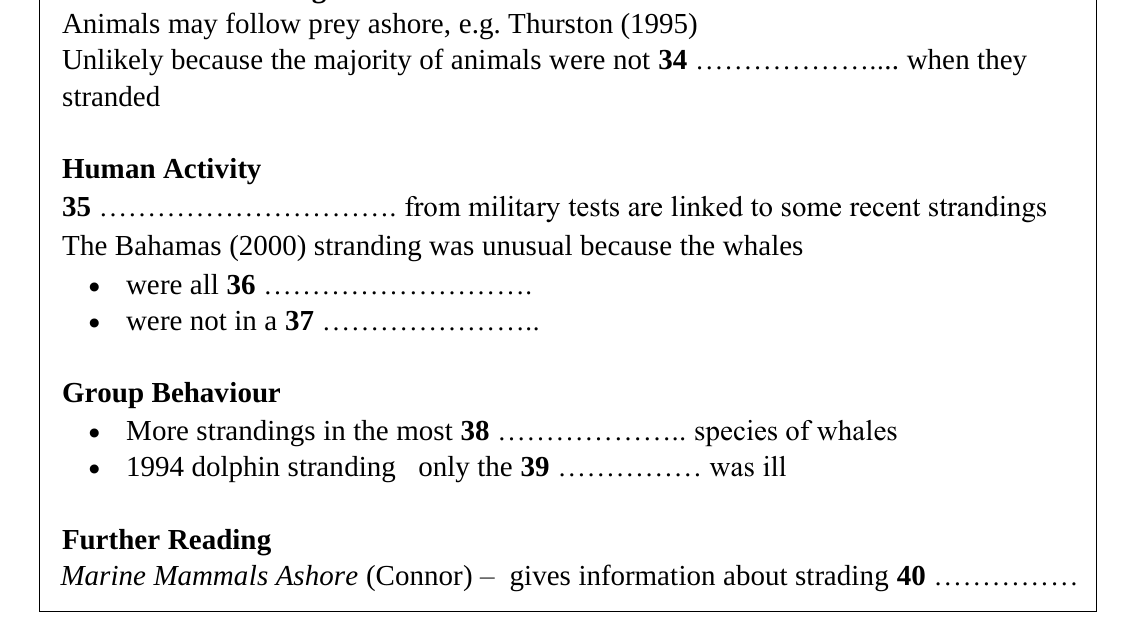 Animals may follow prey ashore, e.g. Thurston (1995)
Unlikely because the majority of animals were not 34 ……………….... when they
stranded
Human Activity
35 …………………………. from military tests are linked to some recent strandings
The Bahamas (2000) stranding was unusual because the whales
• were all 36 ……………………….
• were not in a 37 …………………..
Group Behaviour
• More strandings in the most 38 ……………….. species of whales
• 1994 dolphin stranding only the 39 …………… was ill
Further Reading
Marine Mammals Ashore (Connor) – gives information about strading 40 ……………